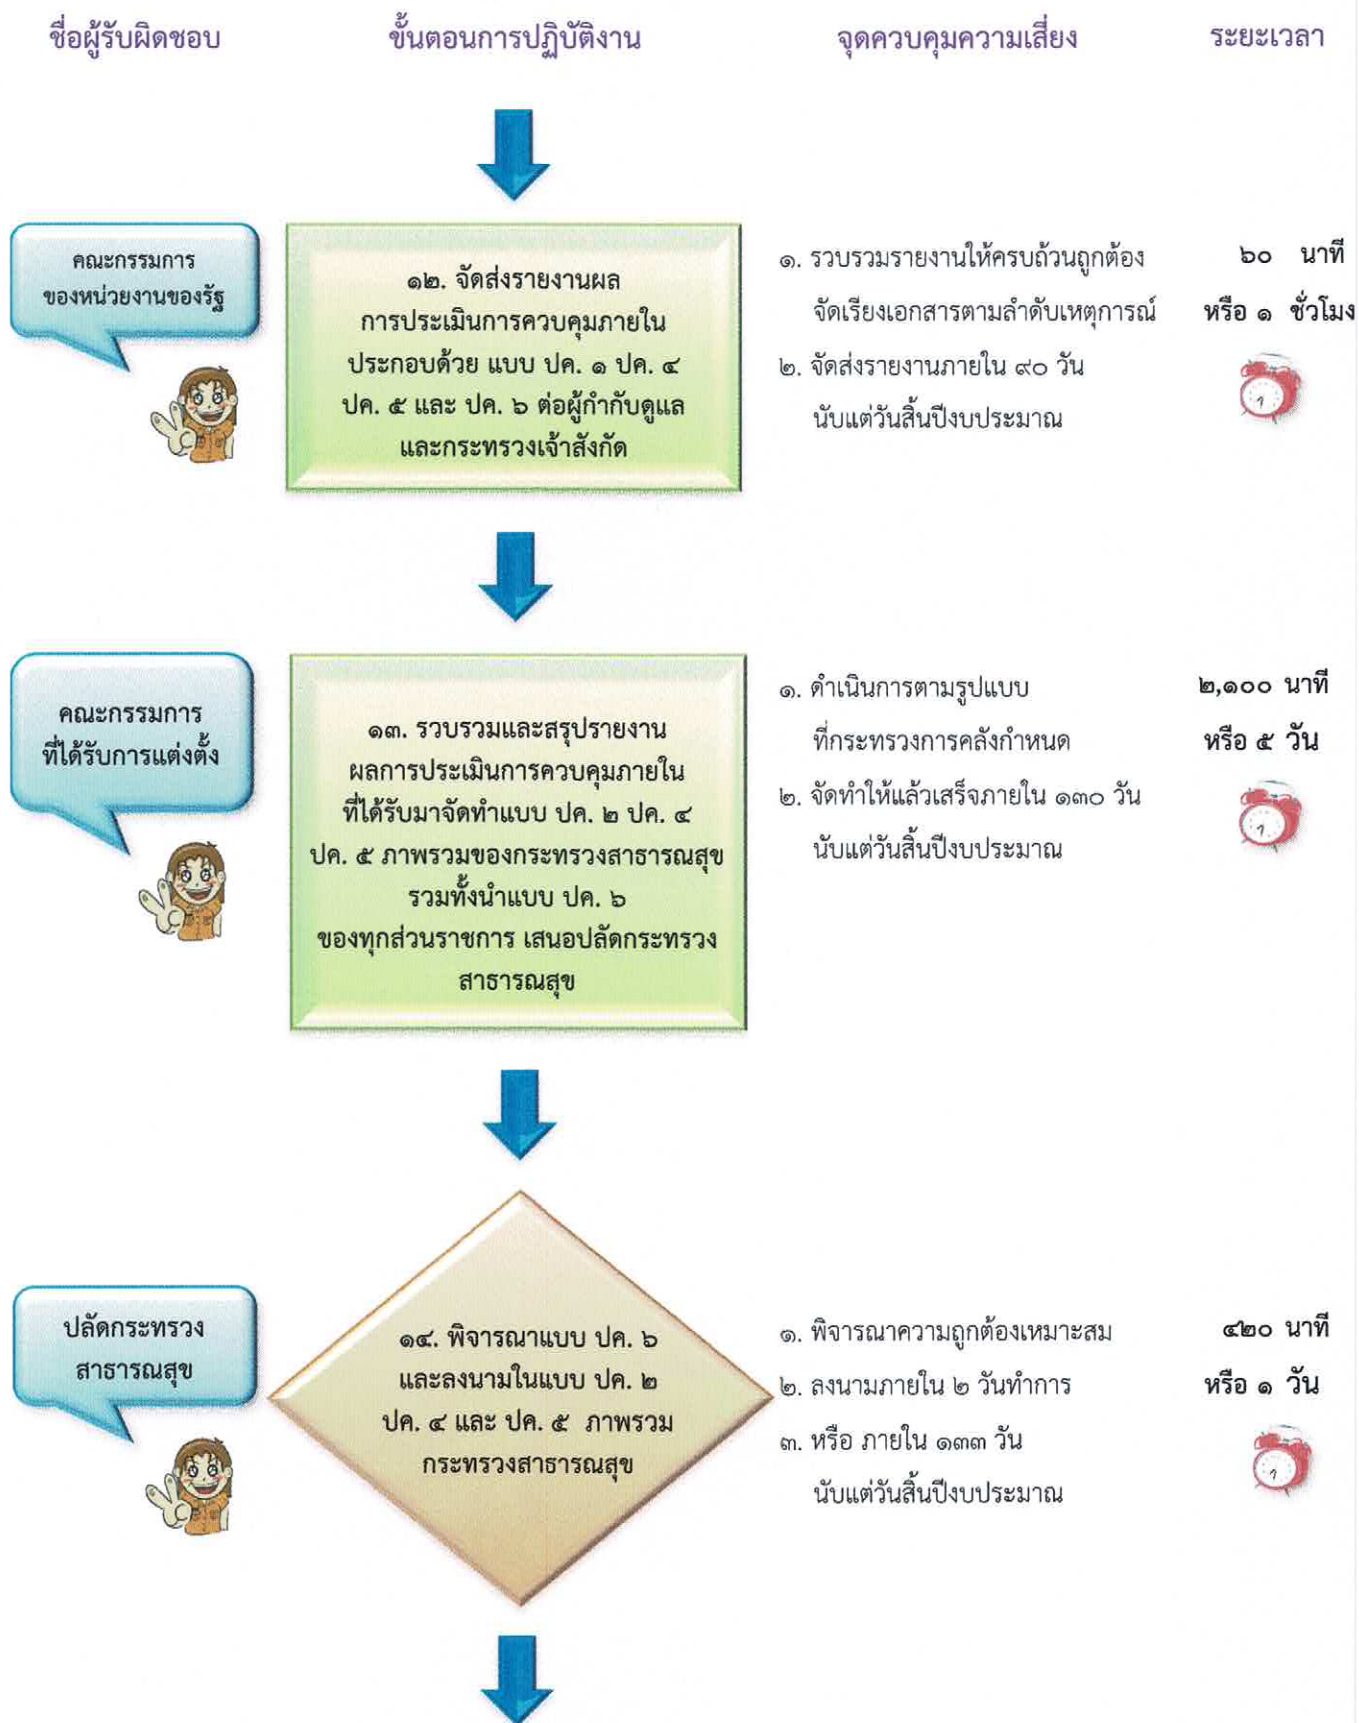 ชื่อผู้รับผิดชอบ ขั้นตอนการปฏิบัติงาน จุดควบคุมความเสี่ยง ระยะเวลา
คณะกรรมการ
ของหน่วยงานของรัฐ
๑๒. จัดส่งรายงานผล
การประเมินการควบคุมภายใน
ประกอบด้วย แบบ ปค. ๑ ปค. ๔
ปค. ๕ และ ปค. ๖ ต่อผู้กำกับดูแล
และกระทรวงเจ้าสังกัด
๑. รวบรวมรายงานให้ครบถ้วนถูกต้อง
จัดเรียงเอกสารตามลำดับเหตุการณ์
๒. จัดส่งรายงานภายใน ๙๐ วัน
นับแต่วันสิ้นปีงบประมาณ
๖๐ นาที
หรือ ๑ ชั่วโมง
คณะกรรมการ
ที่ได้รับการแต่งตั้ง
๑๓. รวบรวมและสรุปรายงาน
ผลการประเมินการควบคุมภายใน
ที่ได้รับมาจัดทำแบบ ปค. ๒ ปค. ๔
ปค. ๕ ภาพรวมของกระทรวงสาธารณสุข
รวมทั้งนำแบบ ปค. ๖
ของทุกส่วนราชการ เสนอปลัดกระทรวง
สาธารณสุข
๑. ดำเนินการตามรูปแบบ
ที่กระทรวงการคลังกำหนด
๒. จัดทำให้แล้วเสร็จภายใน ๑๓๐ วัน
นับแต่วันสิ้นปีงบประมาณ
๒,๑๐๐ นาที
หรือ ๕ วัน
ปลัดกระทรวง
สาธารณสุข
๑๔. พิจารณาแบบ ปค. ๖
และลงนามในแบบ ปค. ๒
ปค. ๔ และ ปค. ๕ ภาพรวม
กระทรวงสาธารณสุข
๑. พิจารณาความถูกต้องเหมาะสม
๒. ลงนามภายใน ๒ วันทำการ
๓. หรือ ภายใน ๑๓๓ วัน
นับแต่วันสิ้นปีงบประมาณ
๔๒๐ นาที
หรือ ๑ วัน